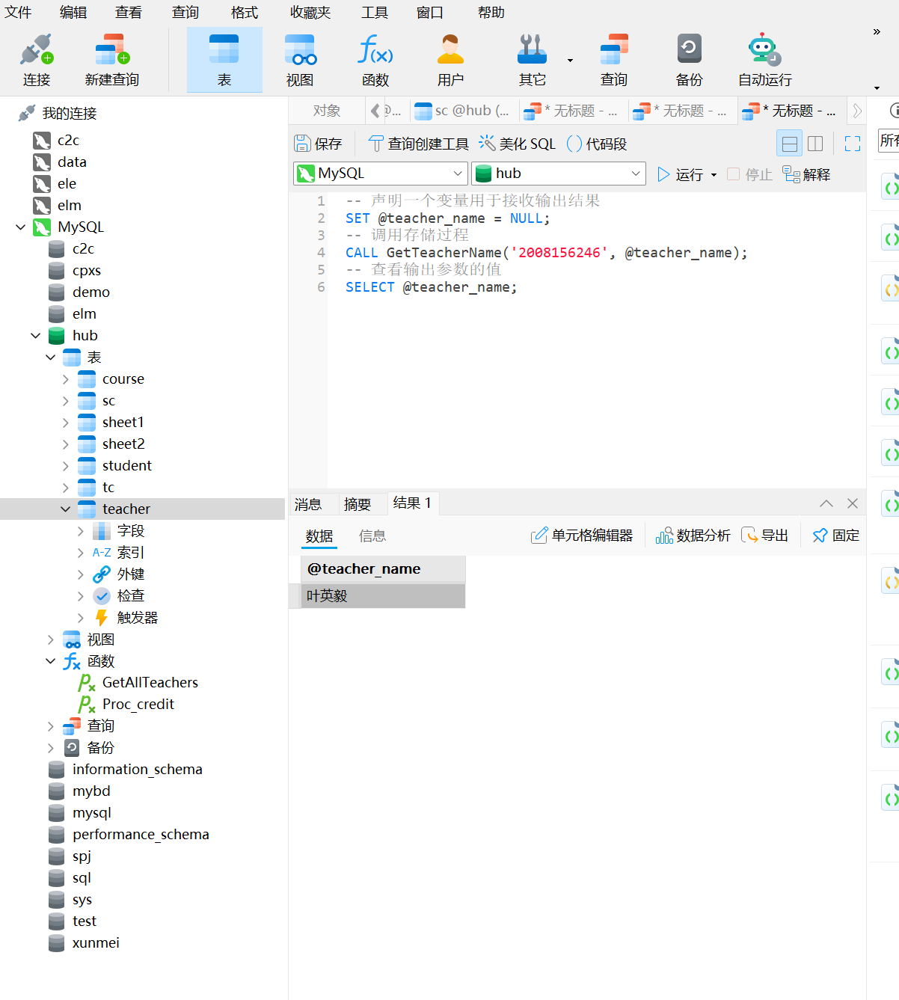 文件 编辑 查看 查询 格式 收藏夹 工具 窗口 帮助
连接 新建查询 表 视图 函数 用户 其它 查询 备份 自动运行
»
我的连接
c2c
data
ele
elm
MySQL
c2c
cpxs
demo
elm
hub
表
course
sc
sheet1
sheet2
student
tc
teacher
字段
A-Z 索引
外键
检查
触发器
视图
函数
GetAllTeachers
Proc_credit
查询
备份
information_schema
mybd
mysql
performance_schema
spj
sql
sys
test
xunmei
对象 @... sc @hub (... * 无标题 - ... * 无标题 - ... * 无标题 - ...
保存 查询创建工具 美化 SQL () 代码段
MySQL hub 运行 停止 解释
1 -- 声明一个变量用于接收输出结果
2 SET @teacher_name = NULL;
3 -- 调用存储过程
4 CALL GetTeacherName('2008156246', @teacher_name);
5 -- 查看输出参数的值
6 SELECT @teacher_name;
消息 摘要 结果 1
数据 信息 单元格编辑器 数据分析 导出 固定
@teacher_name
叶英毅
所有